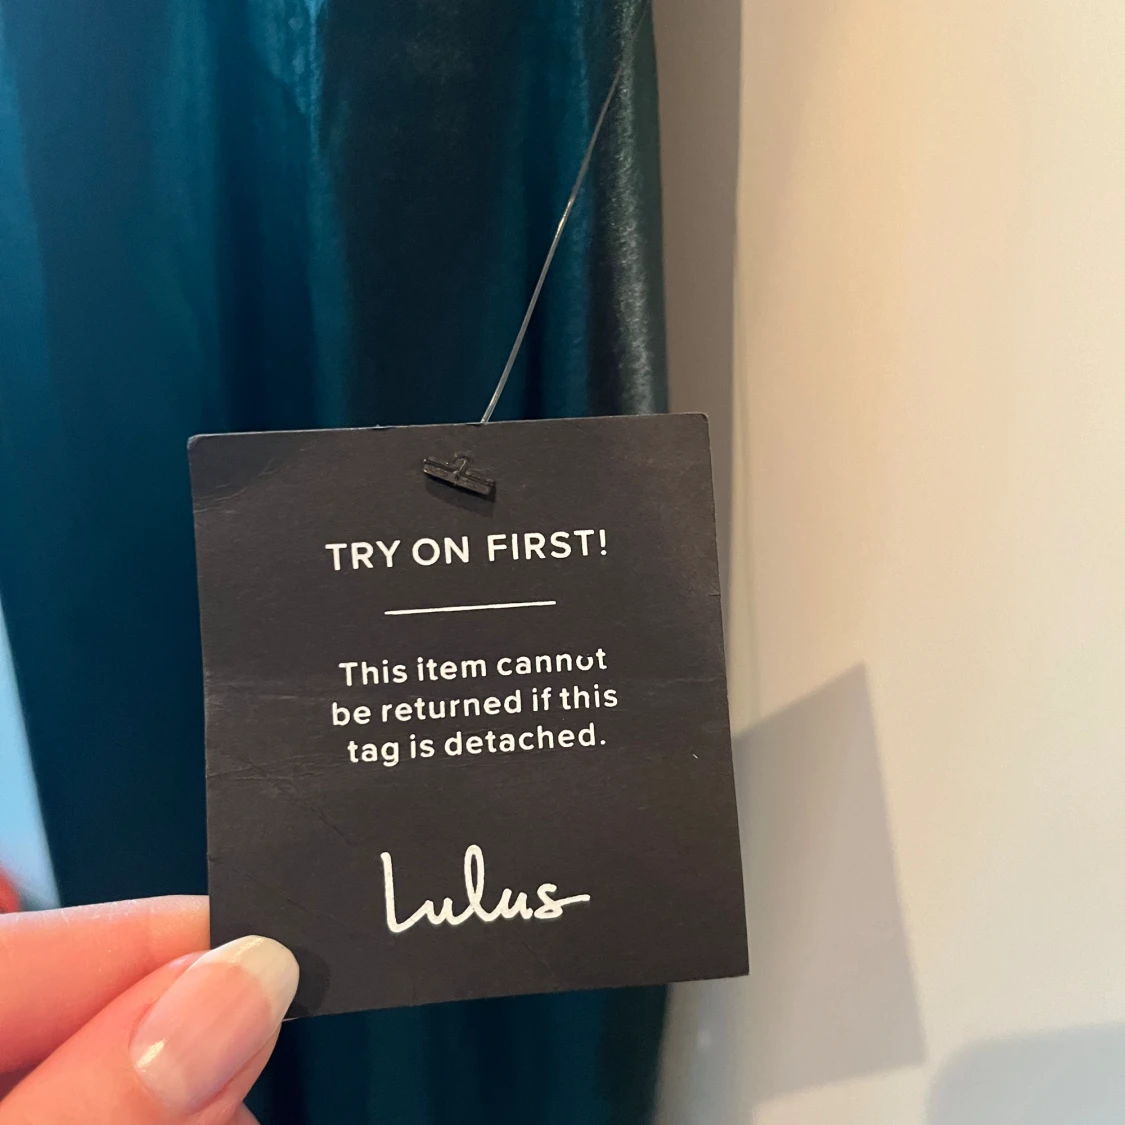 TRY ON FIRST!
This item cannot
be returned if this
tag is detached.
Lulus